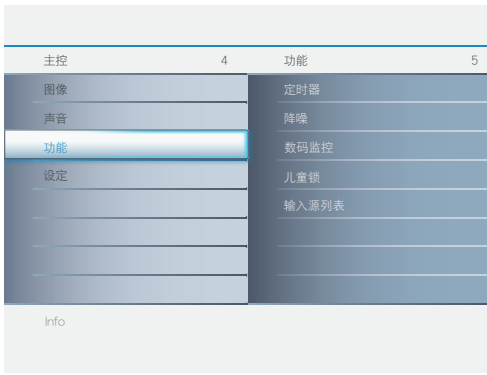 主控 4
图像
声音
功能
设定
功能 5
定时器
降噪
数码监控
儿童锁
输入源列表
Info